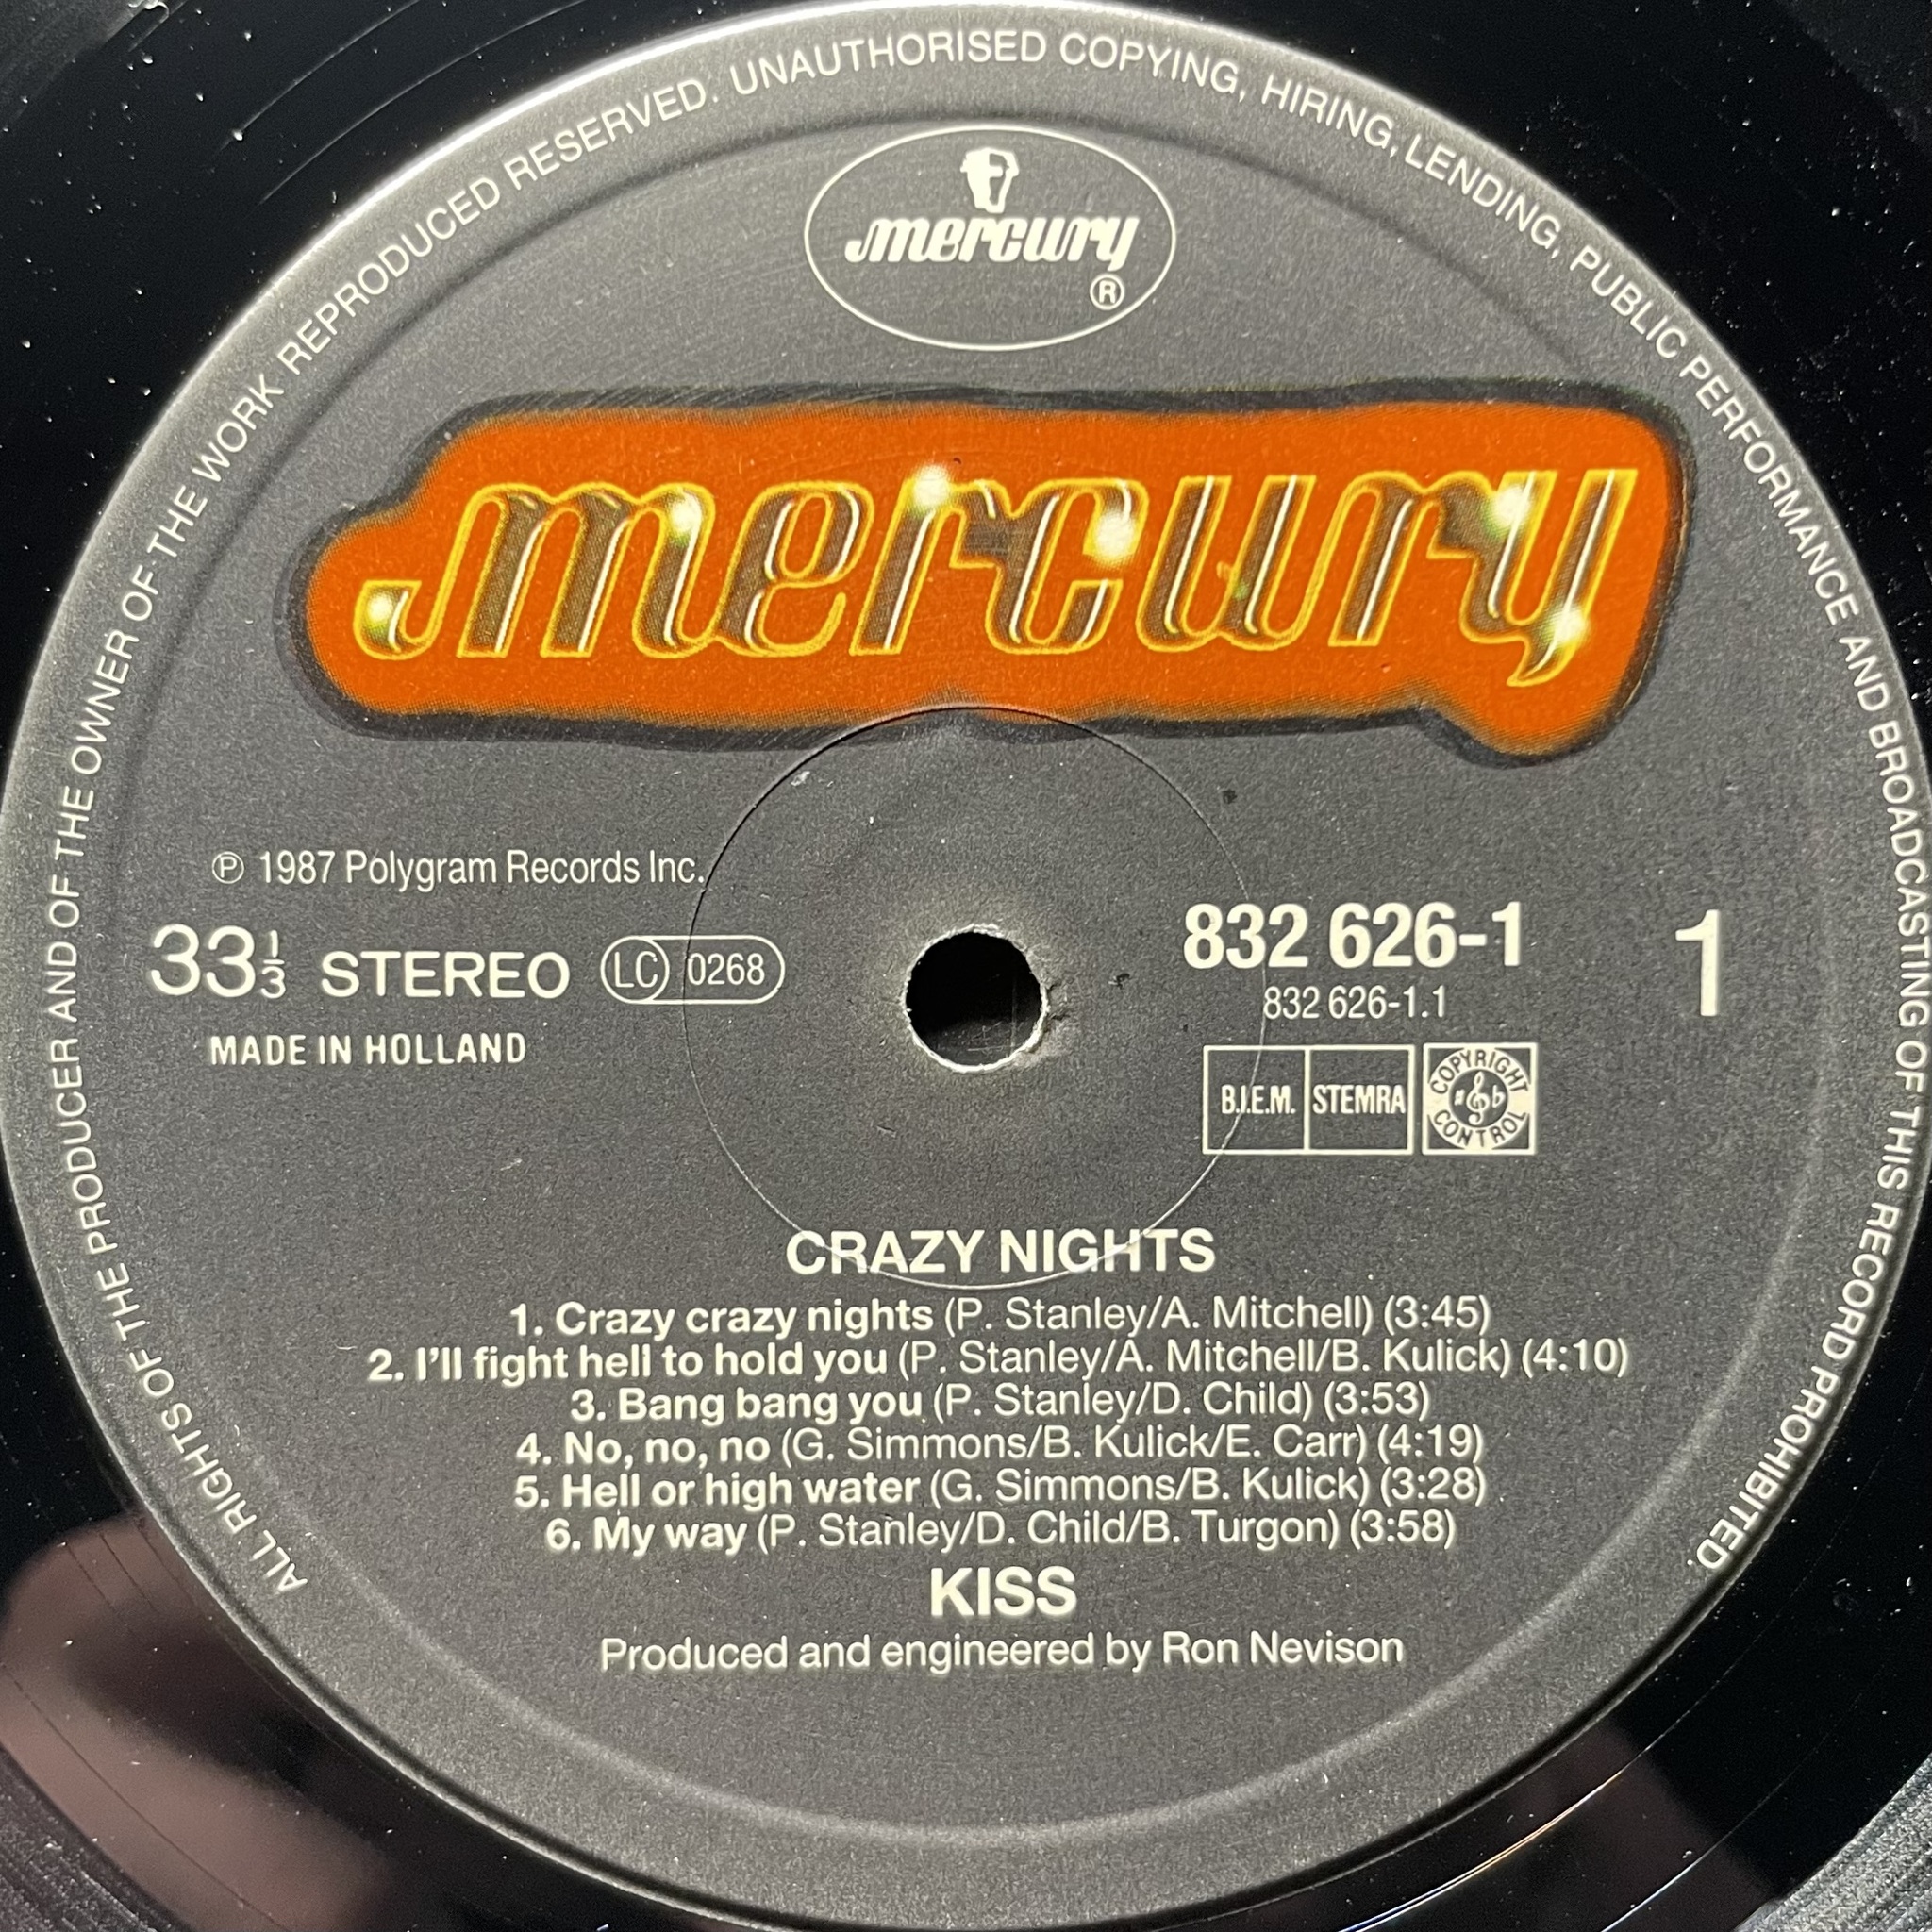 ALL RIGHTS OF THE PRODUCER AND OF THE OWNER OF THE WORK REPRODUCED RESERVED. UNAUTHORISED COPYING, HIRING, LENDING, PUBLIC PERFORMANCE AND BROADCASTING OF THIS RECORD PROHIBITED.
mercury
®
mercury
℗ 1987 Polygram Records Inc.
33⅓ STEREO LC 0268
MADE IN HOLLAND
832 626-1 1
832 626-1.1
B.I.E.M. STEMRA COPYRIGHT CONTROL
CRAZY NIGHTS
1. Crazy crazy nights (P. Stanley/A. Mitchell) (3:45)
2. I'll fight hell to hold you (P. Stanley/A. Mitchell/B. Kulick) (4:10)
3. Bang bang you (P. Stanley/D. Child) (3:53)
4. No, no, no (G. Simmons/B. Kulick/E. Carr) (4:19)
5. Hell or high water (G. Simmons/B. Kulick) (3:28)
6. My way (P. Stanley/D. Child/B. Turgon) (3:58)
KISS
Produced and engineered by Ron Nevison